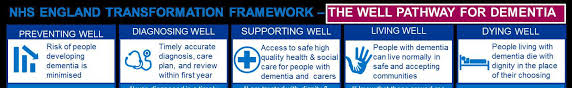 NHS ENGLAND TRANSFORMATION FRAMEWORK – THE WELL PATHWAY FOR DEMENTIA
PREVENTING WELL
Risk of people
developing
dementia is
minimised
DIAGNOSING WELL
Timely accurate
diagnosis, care
plan, and review
within first year
SUPPORTING WELL
Access to safe high
quality health & social
care for people with
dementia and carers
LIVING WELL
People with dementia
can live normally in
safe and accepting
communities
DYING WELL
People living with
dementia die with
dignity in the place
of their choosing